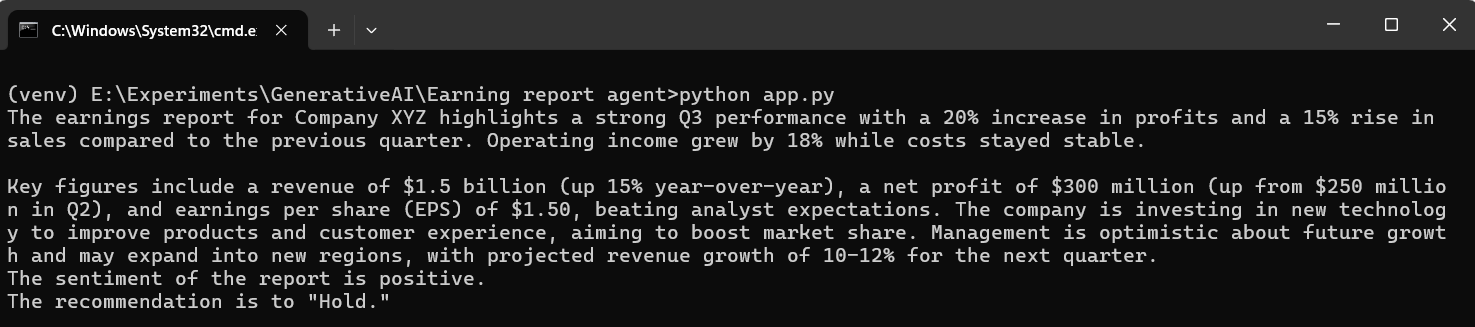 C:\Windows\System32\cmd.e
(venv) E:\Experiments\GenerativeAI\Earning report agent>python app.py
The earnings report for Company XYZ highlights a strong Q3 performance with a 20% increase in profits and a 15% rise in
sales compared to the previous quarter. Operating income grew by 18% while costs stayed stable.
Key figures include a revenue of $1.5 billion (up 15% year-over-year), a net profit of $300 million (up from $250 millio
n in Q2), and earnings per share (EPS) of $1.50, beating analyst expectations. The company is investing in new technolog
y to improve products and customer experience, aiming to boost market share. Management is optimistic about future growt
h and may expand into new regions, with projected revenue growth of 10-12% for the next quarter.
The sentiment of the report is positive.
The recommendation is to "Hold."